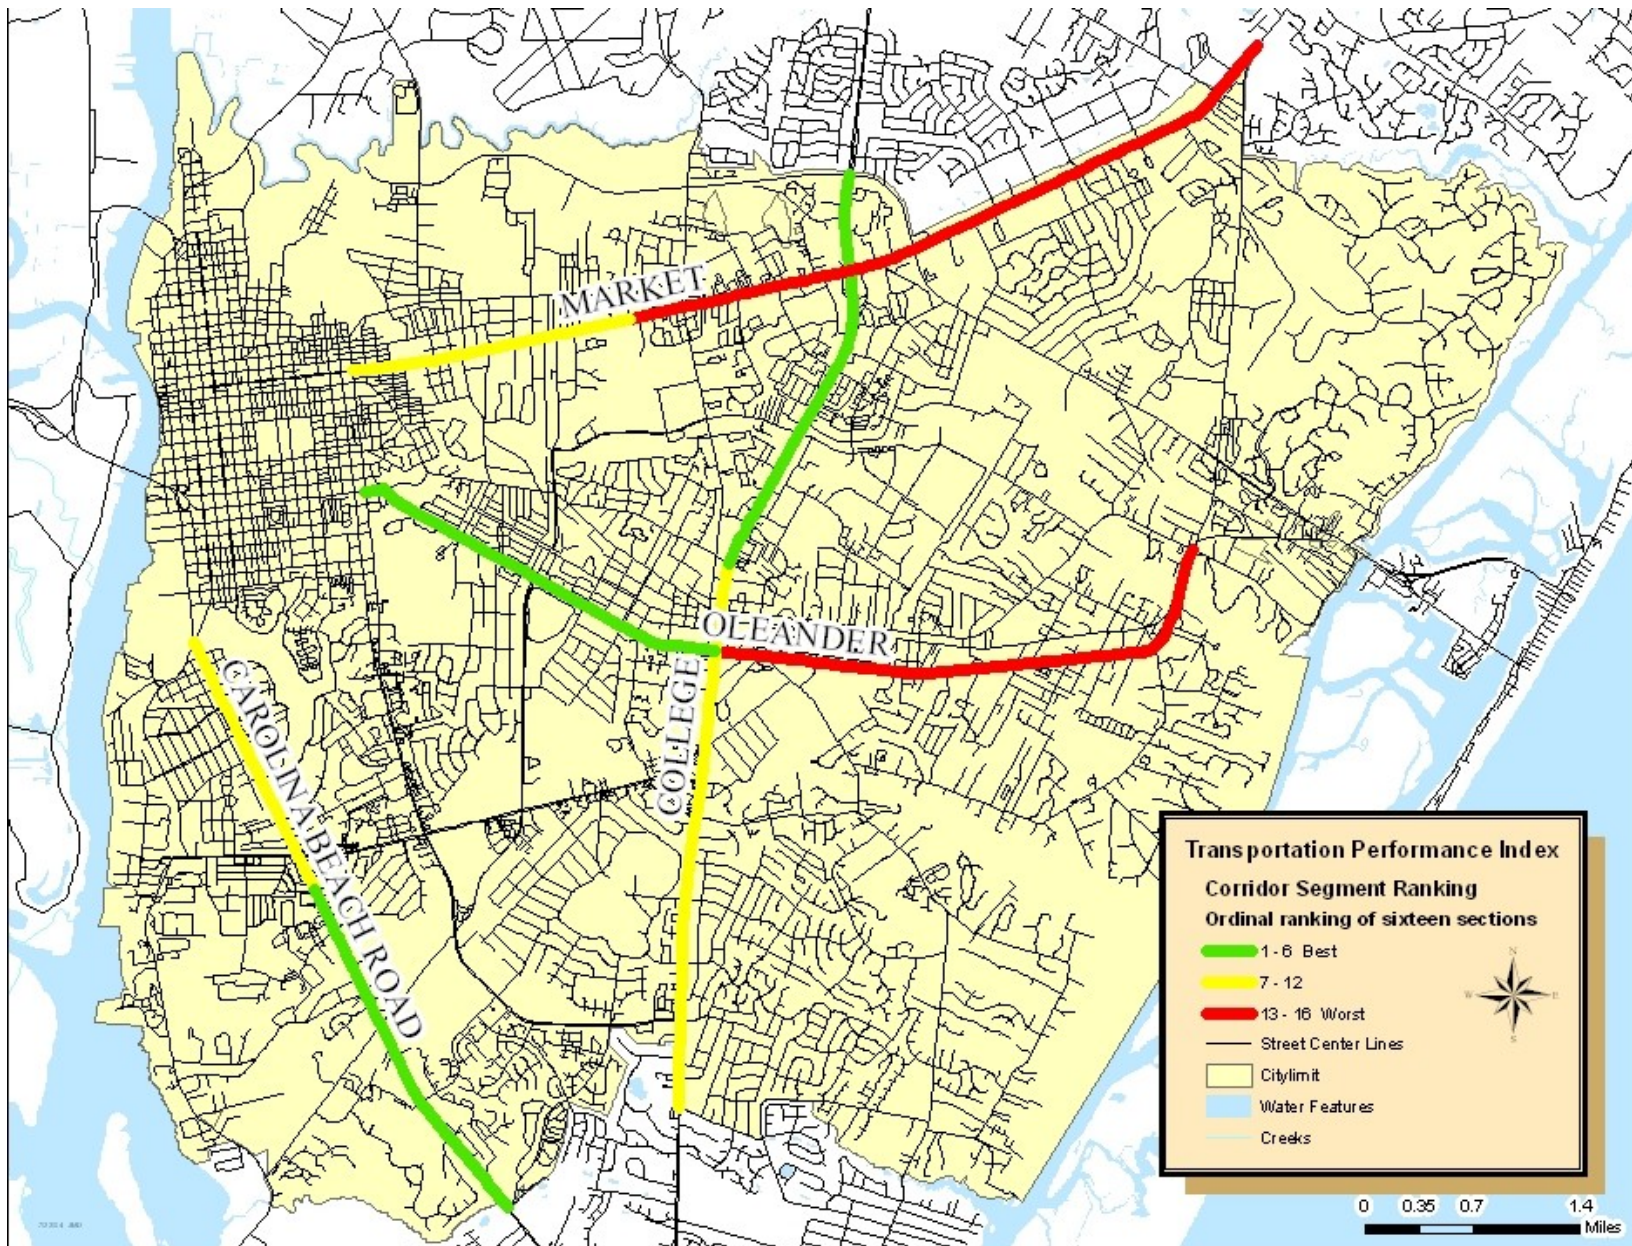 MARKET
OLEANDER
COLLEGE
CAROLINA BEACH ROAD
Transportation Performance Index
Corridor Segment Ranking
Ordinal ranking of sixteen sections
1 - 6 Best
7 - 12
13 - 16 Worst
Street Center Lines
Citylimit
Water Features
Creeks
N
W
E
S
0 0.35 0.7 1.4
Miles